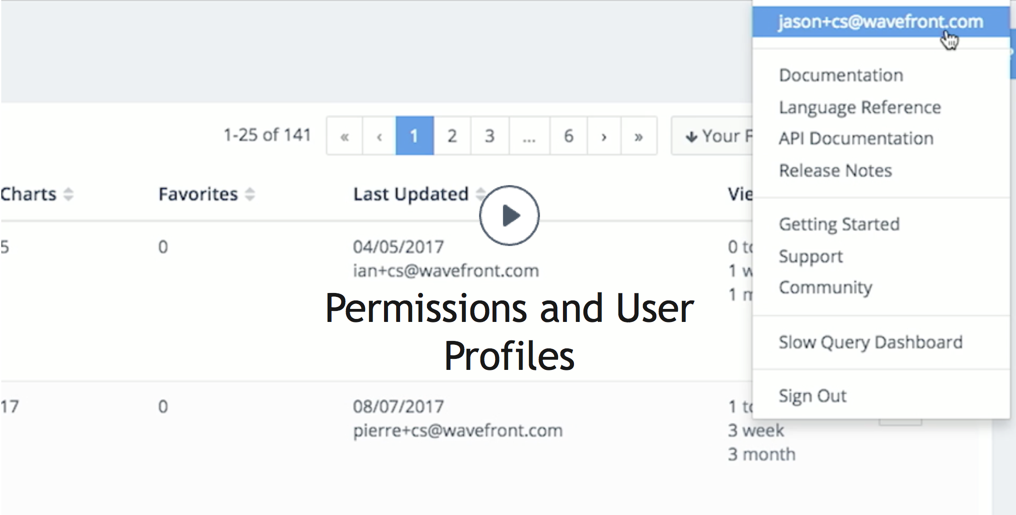 jason+cs@wavefront.com
Documentation
Language Reference
API Documentation
Release Notes
Getting Started
Support
Community
Slow Query Dashboard
Sign Out
1-25 of 141 « ‹ 1 2 3 ... 6 › » Your
Charts Favorites Last Updated
5 0 04/05/2017 0
ian+cs@wavefront.com 1
1
Permissions and User
Profiles
17 0 08/07/2017 1
pierre+cs@wavefront.com 3 week
3 month